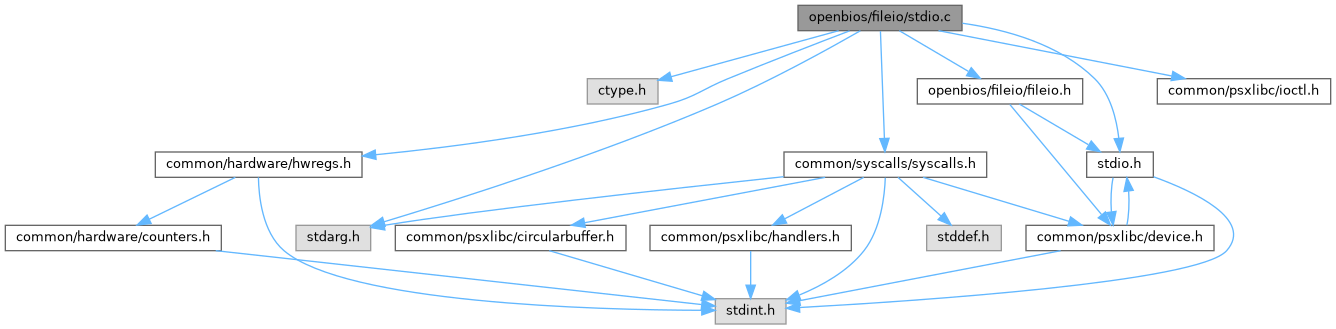 openbios/fileio/stdio.c
ctype.h
openbios/fileio/fileio.h
common/psxlibc/ioctl.h
common/hardware/hwregs.h
common/syscalls/syscalls.h
stdio.h
common/hardware/counters.h
stdarg.h
common/psxlibc/circularbuffer.h
common/psxlibc/handlers.h
stddef.h
common/psxlibc/device.h
stdint.h